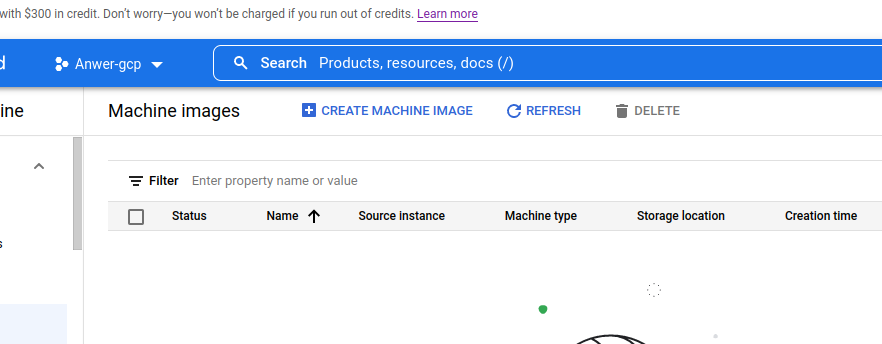 with $300 in credit. Don’t worry—you won’t be charged if you run out of credits. Learn more
d Anwer-gcp Search Products, resources, docs (/)
ine Machine images CREATE MACHINE IMAGE REFRESH DELETE
Filter Enter property name or value
Status Name Source instance Machine type Storage location Creation time
s